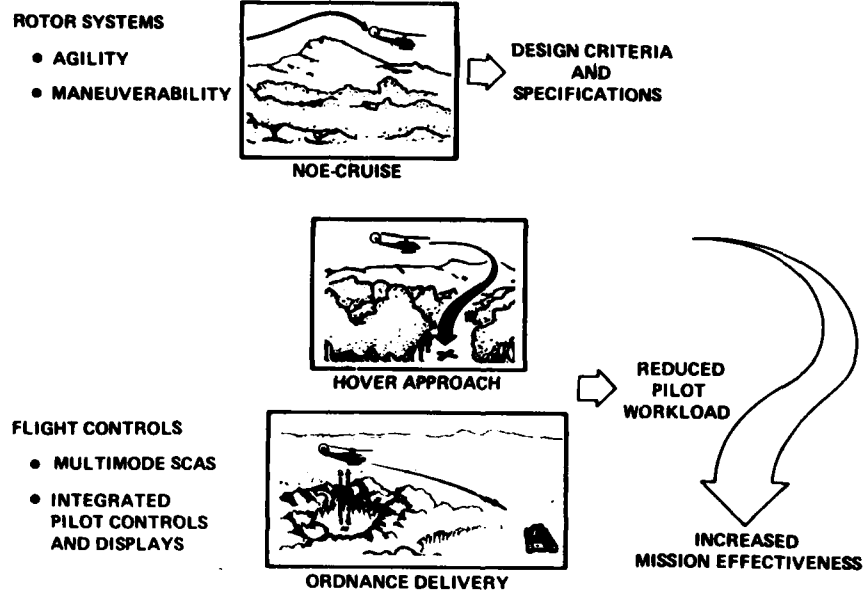 ROTOR SYSTEMS
• AGILITY
• MANEUVERABILITY
NOE-CRUISE
DESIGN CRITERIA
AND
SPECIFICATIONS
HOVER APPROACH
REDUCED
PILOT
WORKLOAD
FLIGHT CONTROLS
• MULTIMODE SCAS
• INTEGRATED
PILOT CONTROLS
AND DISPLAYS
ORDNANCE DELIVERY
INCREASED
MISSION EFFECTIVENESS